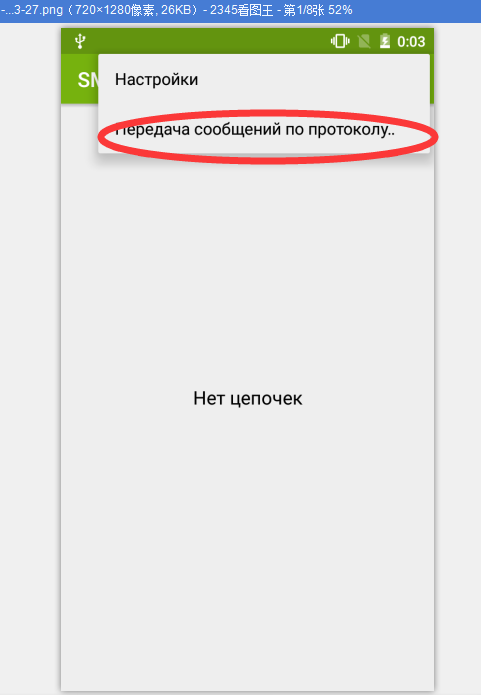 -...3-27.png（720×1280像素, 26KB）- 2345看图王 - 第1/8张 52%
0:03
SM
Настройки
Передача сообщений по протоколу..
Нет цепочек